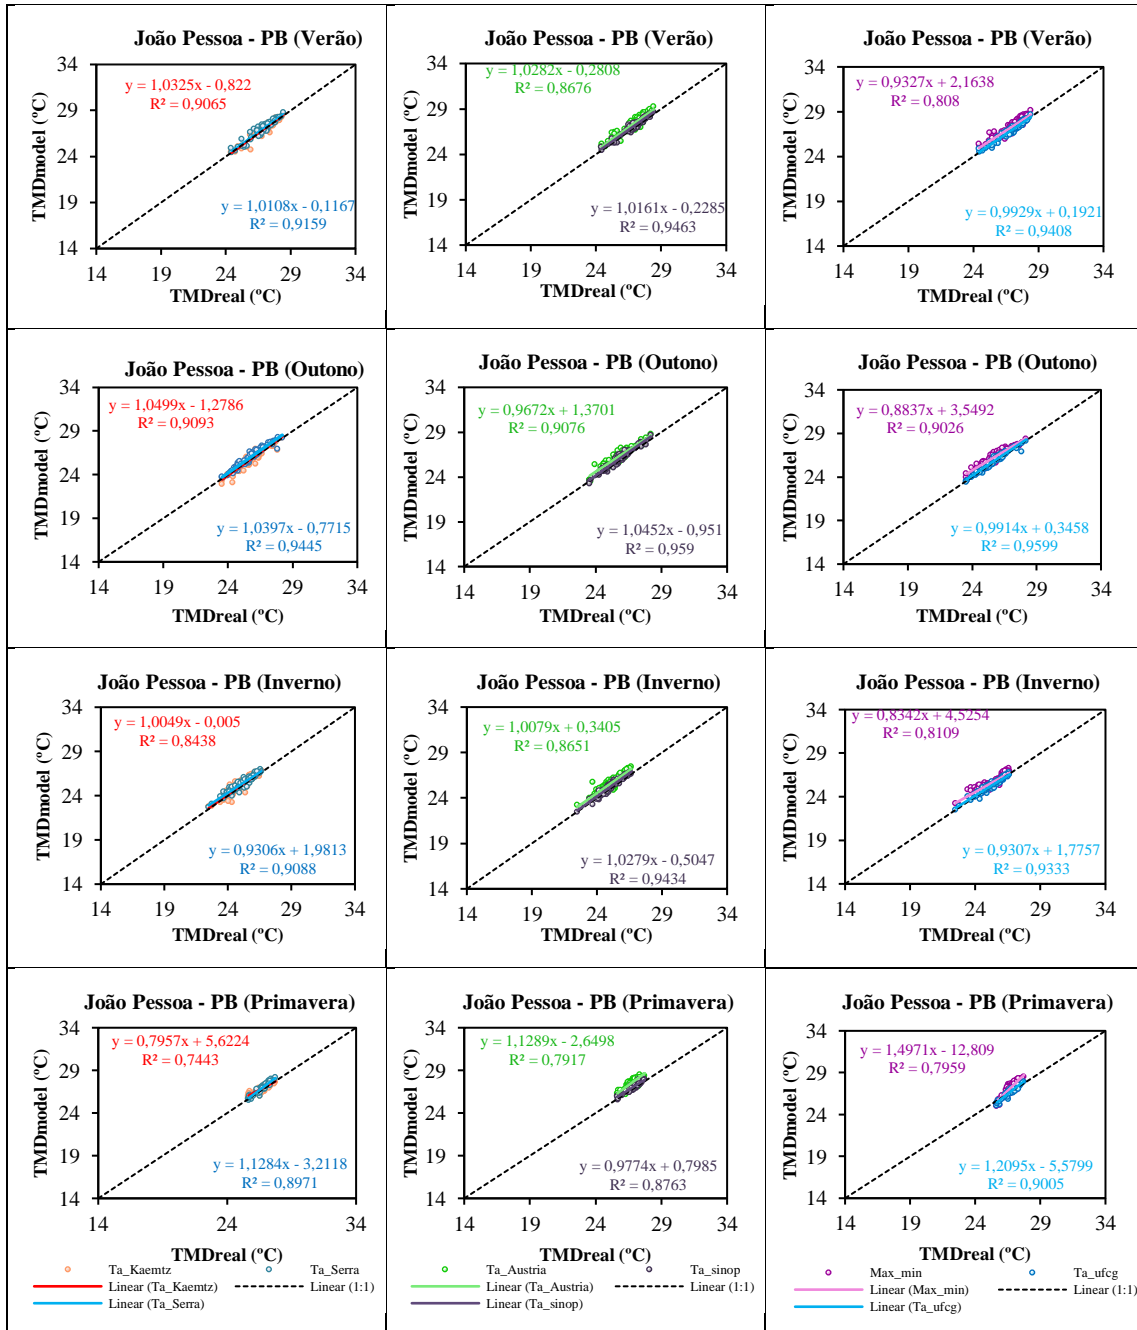 João Pessoa - PB (Verão)
34
29
24
19
14
TMDmodel (ºC)
y = 1,0325x - 0,822
R² = 0,9065
y = 1,0108x - 0,1167
R² = 0,9159
14 19 24 29 34
TMDreal (ºC)
João Pessoa - PB (Verão)
34
29
24
19
14
TMDmodel (ºC)
y = 1,0282x - 0,2808
R² = 0,8676
y = 1,0161x - 0,2285
R² = 0,9463
14 19 24 29 34
TMDreal (ºC)
João Pessoa - PB (Verão)
34
29
24
19
14
TMDmodel (ºC)
y = 0,9327x + 2,1638
R² = 0,808
y = 0,9929x + 0,1921
R² = 0,9408
14 19 24 29 34
TMDreal (ºC)
João Pessoa - PB (Outono)
34
29
24
19
14
TMDmodel (ºC)
y = 1,0499x - 1,2786
R² = 0,9093
y = 1,0397x - 0,7715
R² = 0,9445
14 19 24 29 34
TMDreal (ºC)
João Pessoa - PB (Outono)
34
29
24
19
14
TMDmodel (ºC)
y = 0,9672x + 1,3701
R² = 0,9076
y = 1,0452x - 0,951
R² = 0,959
14 19 24 29 34
TMDreal (ºC)
João Pessoa - PB (Outono)
34
29
24
19
14
TMDmodel (ºC)
y = 0,8837x + 3,5492
R² = 0,9026
y = 0,9914x + 0,3458
R² = 0,9599
14 19 24 29 34
TMDreal (ºC)
João Pessoa - PB (Inverno)
34
29
24
19
14
TMDmodel (ºC)
y = 1,0049x - 0,005
R² = 0,8438
y = 0,9306x + 1,9813
R² = 0,9088
14 19 24 29 34
TMDreal (ºC)
João Pessoa - PB (Inverno)
34
29
24
19
14
TMDmodel (ºC)
y = 1,0079x + 0,3405
R² = 0,8651
y = 1,0279x - 0,5047
R² = 0,9434
14 19 24 29 34
TMDreal (ºC)
João Pessoa - PB (Inverno)
34
29
24
19
14
TMDmodel (ºC)
y = 0,8342x + 4,5254
R² = 0,8109
y = 0,9307x + 1,7757
R² = 0,9333
14 19 24 29 34
TMDreal (ºC)
João Pessoa - PB (Primavera)
34
29
24
19
14
TMDmodel (ºC)
y = 0,7957x + 5,6224
R² = 0,7443
y = 1,1284x - 3,2118
R² = 0,8971
14 24 34
TMDreal (ºC)
Ta_Kaemtz Ta_Serra
Linear (Ta_Kaemtz) Linear (1:1)
Linear (Ta_Serra)
João Pessoa - PB (Primavera)
34
29
24
19
14
TMDmodel (ºC)
y = 1,1289x - 2,6498
R² = 0,7917
y = 0,9774x + 0,7985
R² = 0,8763
14 24 34
TMDreal (ºC)
Ta_Austria Ta_sinop
Linear (Ta_Austria) Linear (1:1)
Linear (Ta_sinop)
João Pessoa - PB (Primavera)
34
29
24
19
14
TMDmodel (ºC)
y = 1,4971x - 12,809
R² = 0,7959
y = 1,2095x - 5,5799
R² = 0,9005
14 24 34
TMDreal (ºC)
Max_min Ta_ufcg
Linear (Max_min) Linear (1:1)
Linear (Ta_ufcg)